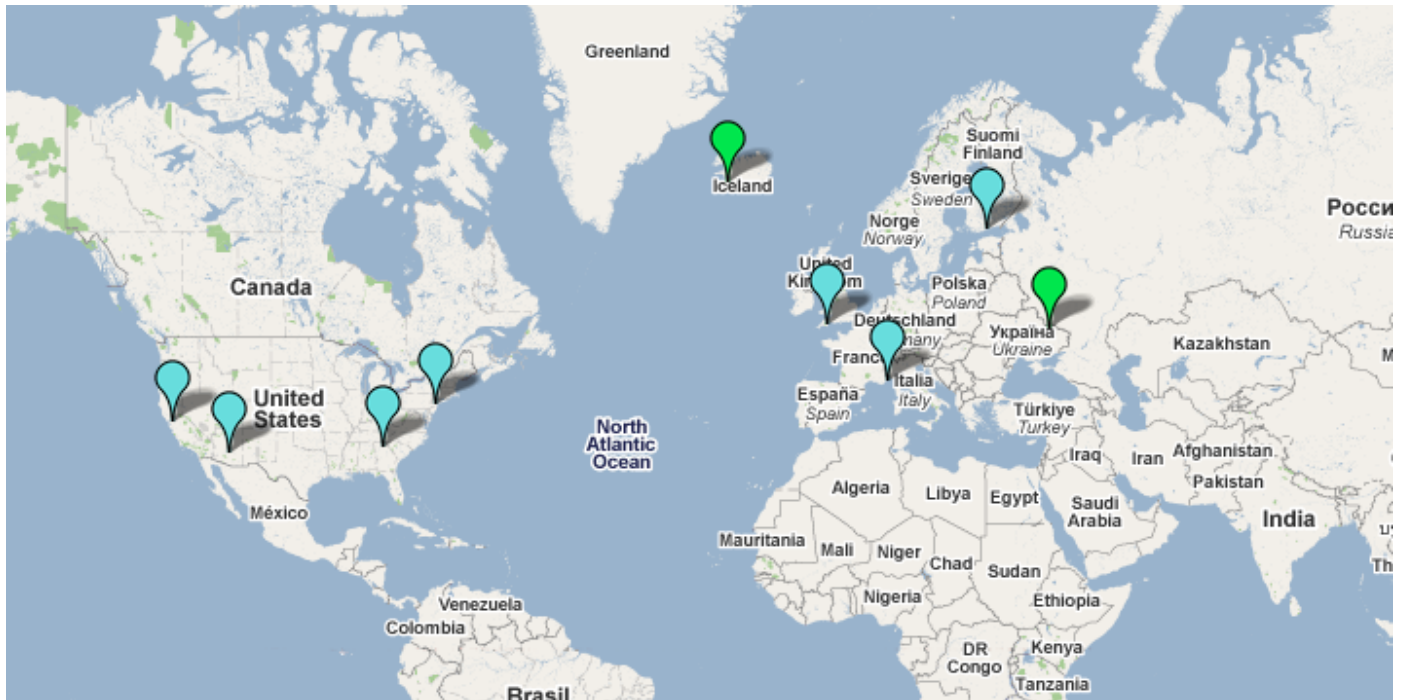 Greenland
Suomi
Finland
Iceland
Sverige
Sweden
Norge
Norway
Росси
Russia
United
Kingdom
Canada
Polska
Poland
Deutschland
Україна
Ukraine
Kazakhstan
United
States
España
Spain
Italia
Italy
Türkiye
Turkey
North
Atlantic
Ocean
Iraq
Iran
Afghanistan
Pakistan
México
Algeria
Libya
Egypt
Saudi
Arabia
India
Mauritania
Mali
Niger
Chad
Sudan
Nigeria
Ethiopia
Th
Venezuela
Colombia
DR
Congo
Kenya
Tanzania
Brasil